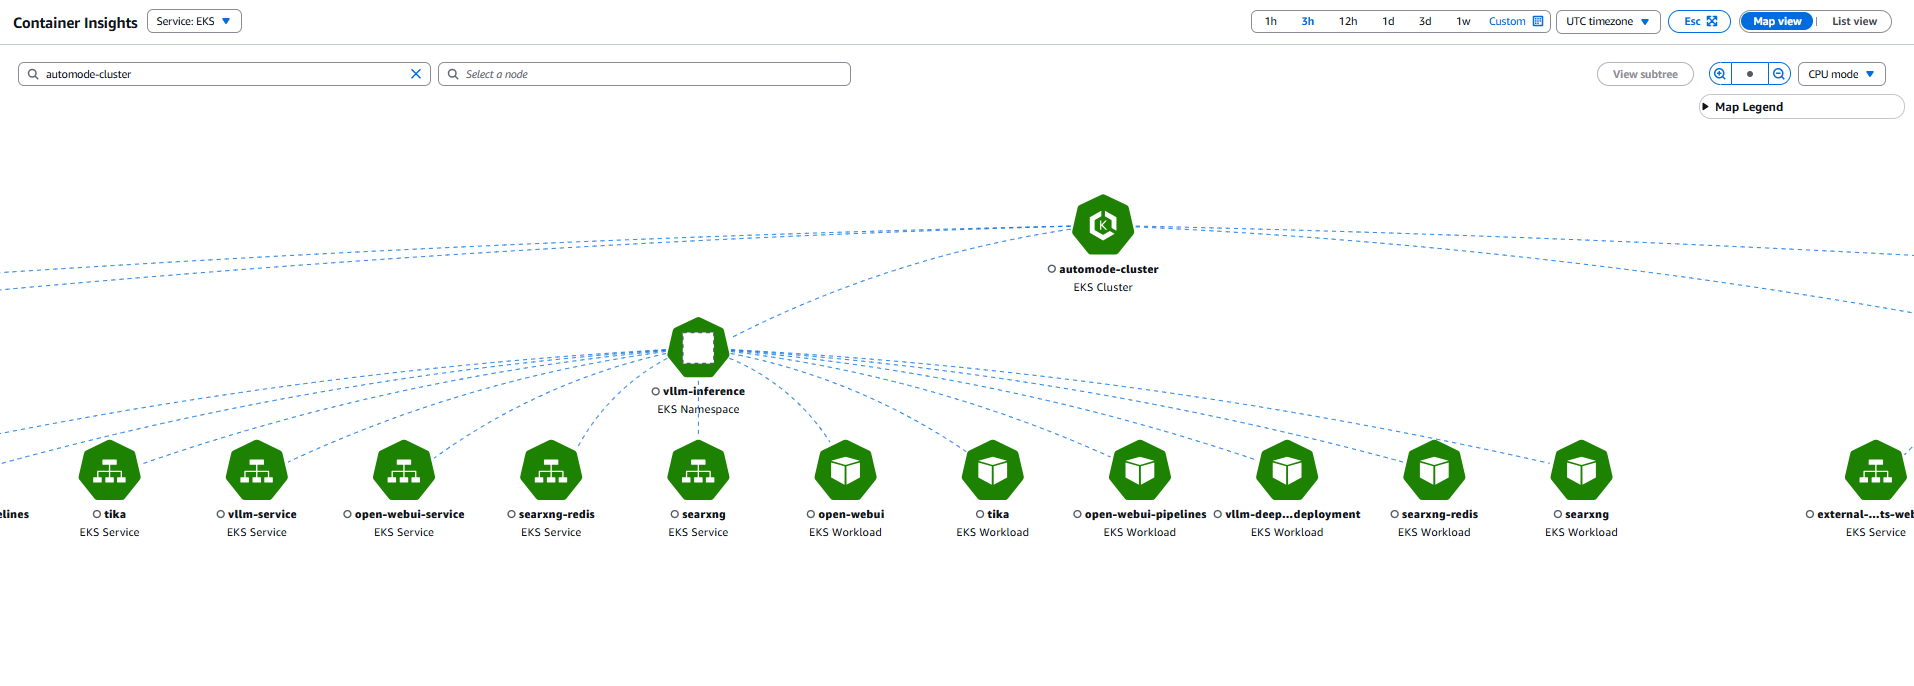 Container Insights
Service: EKS
1h 3h 12h 1d 3d 1w Custom
UTC timezone
Esc
Map view
List view
automode-cluster
Select a node
View subtree
CPU mode
Map Legend
automode-cluster
EKS Cluster
vllm-inference
EKS Namespace
elines
tika
EKS Service
vllm-service
EKS Service
open-webui-service
EKS Service
searxng-redis
EKS Service
searxng
EKS Service
open-webui
EKS Workload
tika
EKS Workload
open-webui-pipelines
EKS Workload
vllm-deep...deployment
EKS Workload
searxng-redis
EKS Workload
searxng
EKS Workload
external-...ts-web
EKS Service